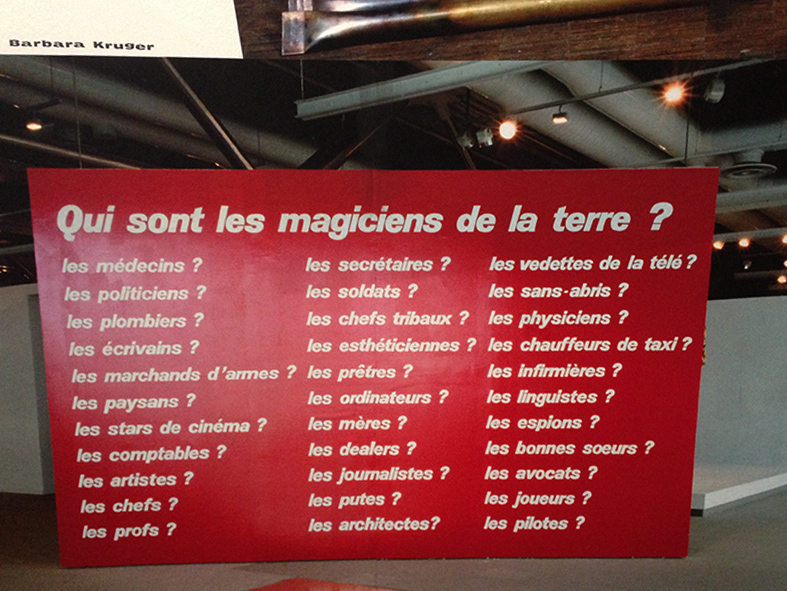 Barbara Kruger
Qui sont les magiciens de la terre ?
les médecins ?
les politiciens ?
les plombiers ?
les écrivains ?
les marchands d'armes ?
les paysans ?
les stars de cinéma ?
les comptables ?
les artistes ?
les chefs ?
les profs ?
les secrétaires ?
les soldats ?
les chefs tribaux ?
les esthéticiennes ?
les prêtres ?
les ordinateurs ?
les mères ?
les dealers ?
les journalistes ?
les putes ?
les architectes?
les vedettes de la télé ?
les sans-abris ?
les physiciens ?
les chauffeurs de taxi ?
les infirmières ?
les linguistes ?
les espions ?
les bonnes soeurs ?
les avocats ?
les joueurs ?
les pilotes ?